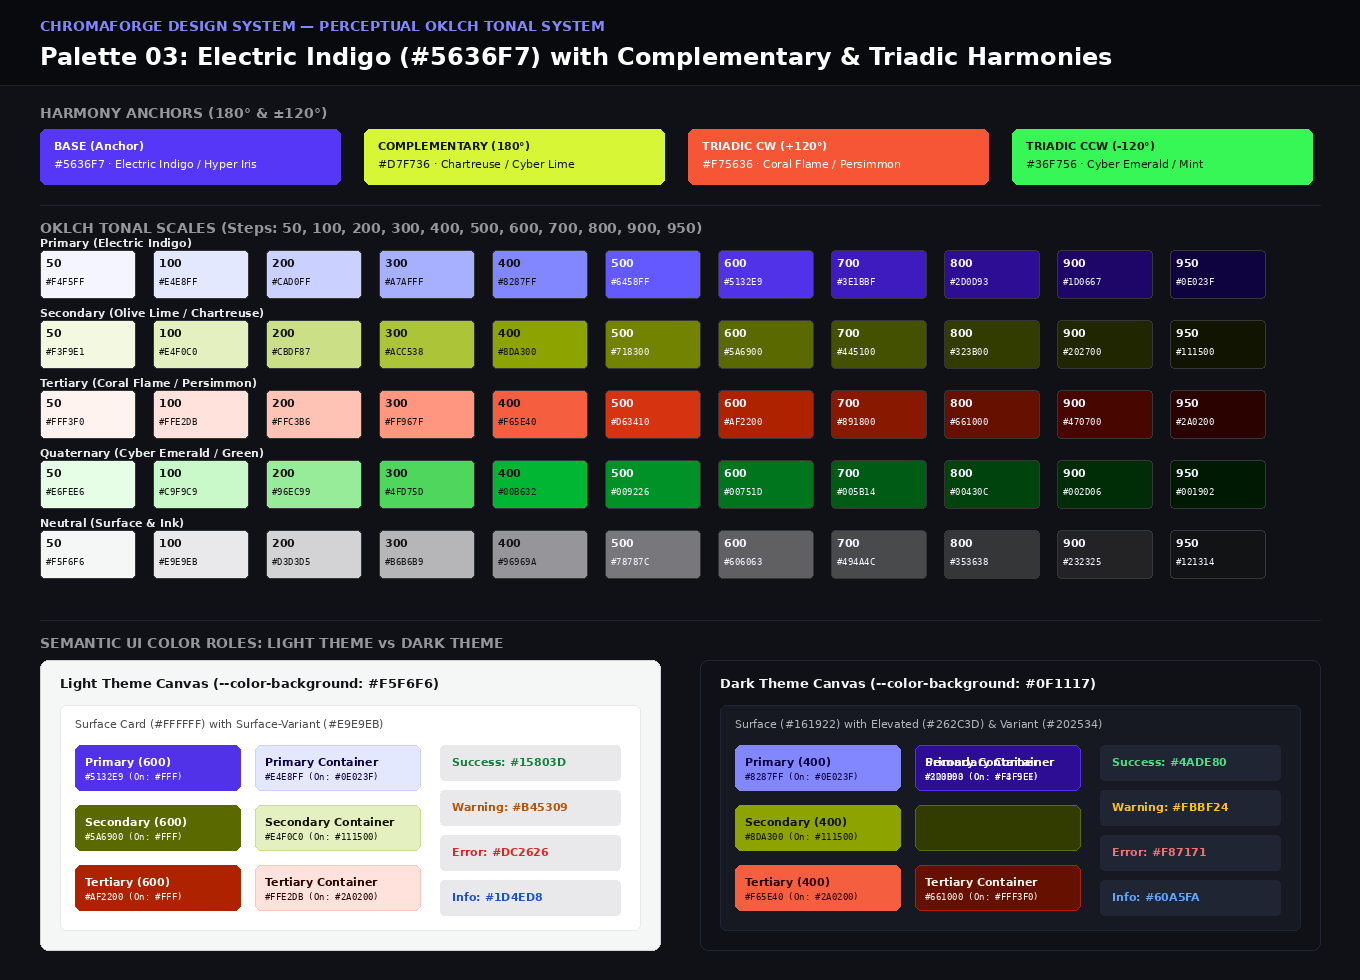 CHROMAFORGE DESIGN SYSTEM — PERCEPTUAL OKLCH TONAL SYSTEM
Palette 03: Electric Indigo (#5636F7) with Complementary & Triadic Harmonies
HARMONY ANCHORS (180° & ±120°)
BASE (Anchor)
#5636F7 · Electric Indigo / Hyper Iris
COMPLEMENTARY (180°)
#D7F736 · Chartreuse / Cyber Lime
TRIADIC CW (+120°)
#F75636 · Coral Flame / Persimmon
TRIADIC CCW (-120°)
#36F756 · Cyber Emerald / Mint
OKLCH TONAL SCALES (Steps: 50, 100, 200, 300, 400, 500, 600, 700, 800, 900, 950)
Primary (Electric Indigo)
50 100 200 300 400 500 600 700 800 900 950
#F4F5FF #E4E8FF #CAD0FF #A7AFFF #8287FF #6458FF #5132E9 #3E1BBF #2D0D93 #1D0667 #0E023F
Secondary (Olive Lime / Chartreuse)
50 100 200 300 400 500 600 700 800 900 950
#F3F9E1 #E4F0C0 #CBDF87 #ACC538 #8DA300 #718300 #5A6900 #445100 #323B00 #202700 #111500
Tertiary (Coral Flame / Persimmon)
50 100 200 300 400 500 600 700 800 900 950
#FFF3F0 #FFE2DB #FFC3B6 #FF967F #F65E40 #D63410 #AF2200 #891800 #661000 #470700 #2A0200
Quaternary (Cyber Emerald / Green)
50 100 200 300 400 500 600 700 800 900 950
#E6FEE6 #C9F9C9 #96EC99 #4FD75D #00B632 #009226 #00751D #005B14 #00430C #002D06 #001902
Neutral (Surface & Ink)
50 100 200 300 400 500 600 700 800 900 950
#F5F6F6 #E9E9EB #D3D3D5 #B6B6B9 #96969A #78787C #606063 #494A4C #353638 #232325 #121314
SEMANTIC UI COLOR ROLES: LIGHT THEME vs DARK THEME
Light Theme Canvas (--color-background: #F5F6F6)
Surface Card (#FFFFFF) with Surface-Variant (#E9E9EB)
Primary (600)
#5132E9 (On: #FFF)
Primary Container
#E4E8FF (On: #0E023F)
Success: #15803D
Warning: #B45309
Secondary (600)
#5A6900 (On: #FFF)
Secondary Container
#E4F0C0 (On: #111500)
Error: #DC2626
Tertiary (600)
#AF2200 (On: #FFF)
Tertiary Container
#FFE2DB (On: #2A0200)
Info: #1D4ED8
Dark Theme Canvas (--color-background: #0F1117)
Surface (#161922) with Elevated (#262C3D) & Variant (#202534)
Primary (400)
#8287FF (On: #0E023F)
Container
Success: #4ADE80
Warning: #FBBF24
Secondary (400)
#8DA300 (On: #111500)
Error: #F87171
Tertiary (400)
#F65E40 (On: #2A0200)
Tertiary Container
#661000 (On: #FFF3F0)
Info: #60A5FA